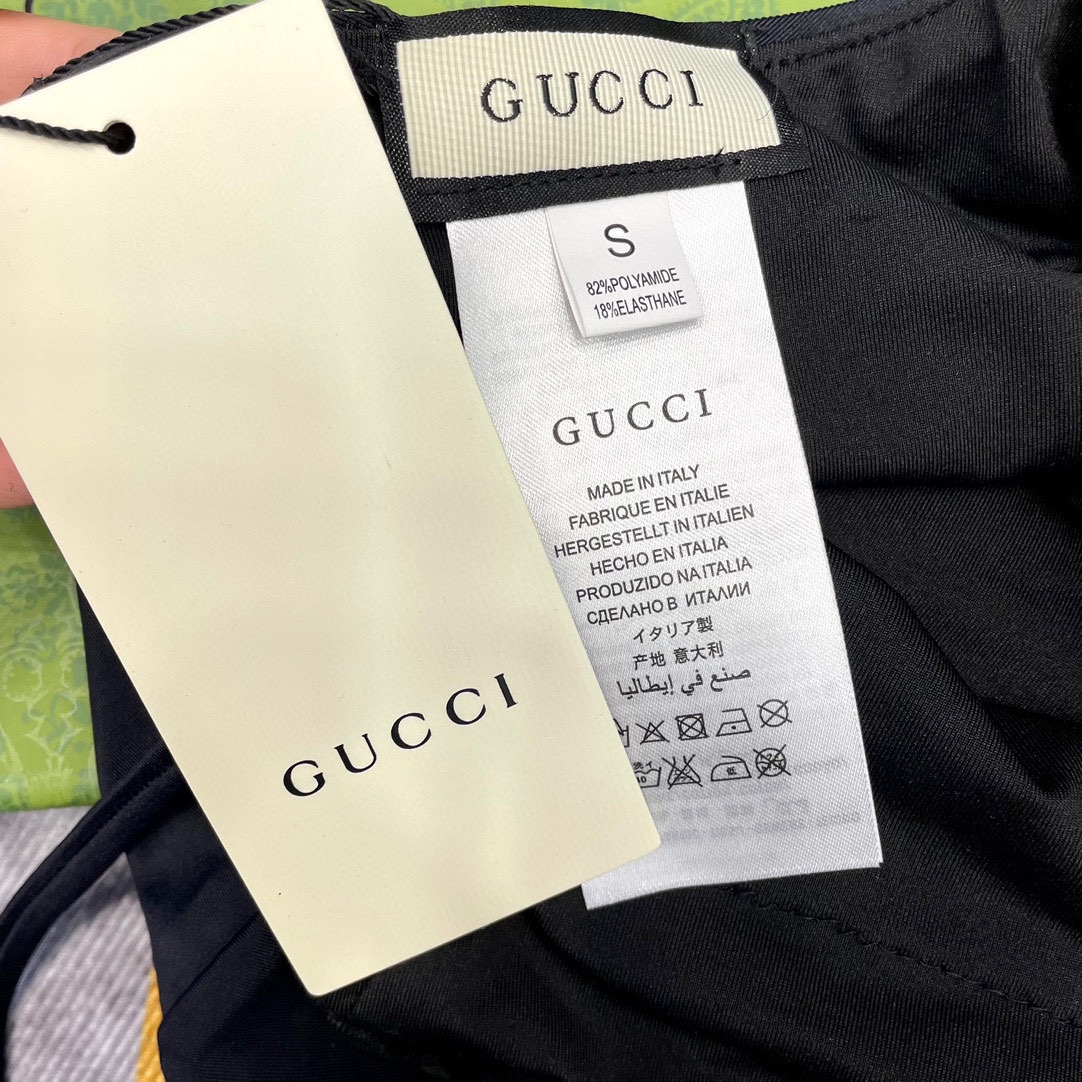 GUCCI
S
82%POLYAMIDE
18%ELASTHANE
GUCCI
MADE IN ITALY
FABRIQUE EN ITALIE
HERGESTELLT IN ITALIEN
HECHO EN ITALIA
PRODUZIDO NA ITALIA
СДЕЛАНО В ИТАЛИИ
イタリア製
产地 意大利
صنع في إيطاليا
GUCCI